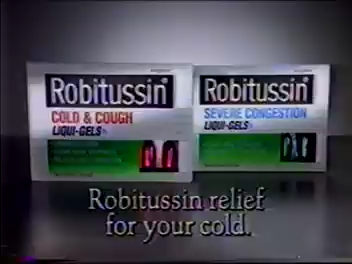 Robitussin®
COLD & COUGH
LIQUI-GELS
Robitussin®
SEVERE CONGESTION
LIQUI-GELS
Robitussin relief
for your cold.